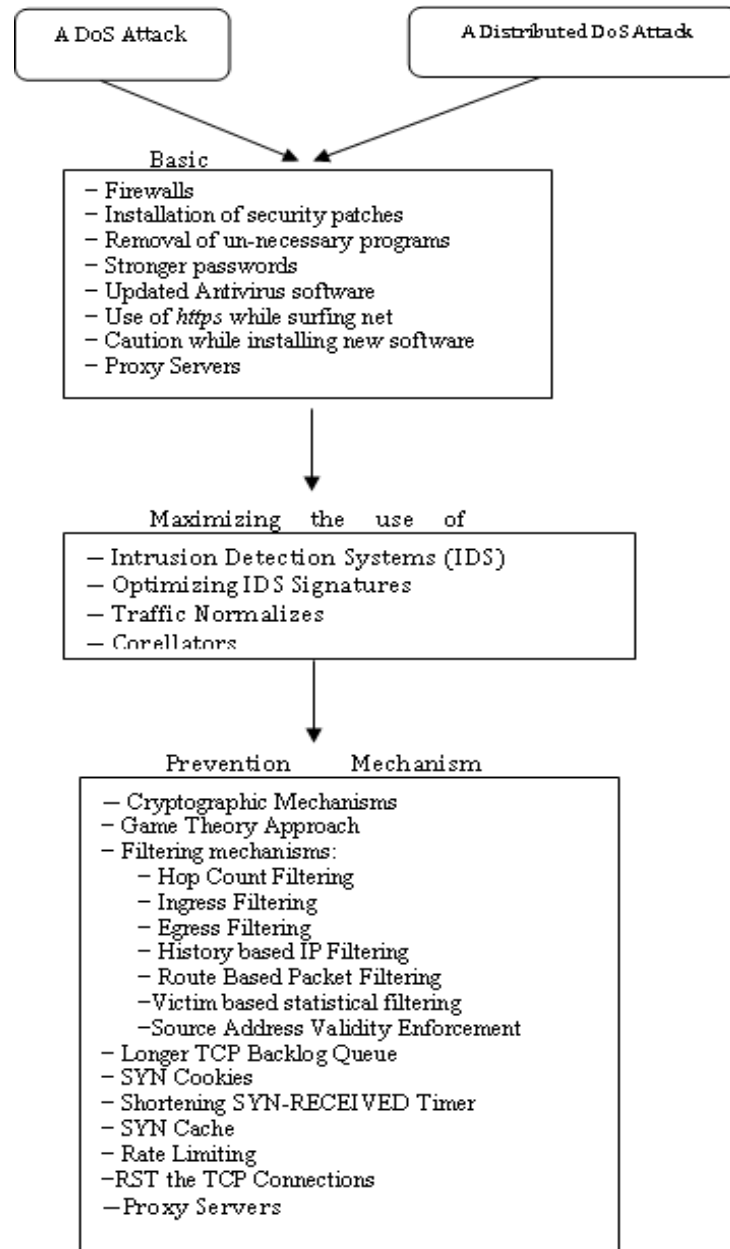 A DoS Attack
A Distributed DoS Attack
Basic
– Firewalls
– Installation of security patches
– Removal of un-necessary programs
– Stronger passwords
– Updated Antivirus software
– Use of https while surfing net
– Caution while installing new software
– Proxy Servers
Maximizing the use of
– Intrusion Detection Systems (IDS)
– Optimizing IDS Signatures
– Traffic Normalizes
– Corellators
Prevention Mechanism
– Cryptographic Mechanisms
– Game Theory Approach
– Filtering mechanisms:
– Hop Count Filtering
– Ingress Filtering
– Egress Filtering
– History based IP Filtering
– Route Based Packet Filtering
–Victim based statistical filtering
–Source Address Validity Enforcement
– Longer TCP Backlog Queue
– SYN Cookies
– Shortening SYN-RECEIVED Timer
– SYN Cache
– Rate Limiting
–RST the TCP Connections
–Proxy Servers